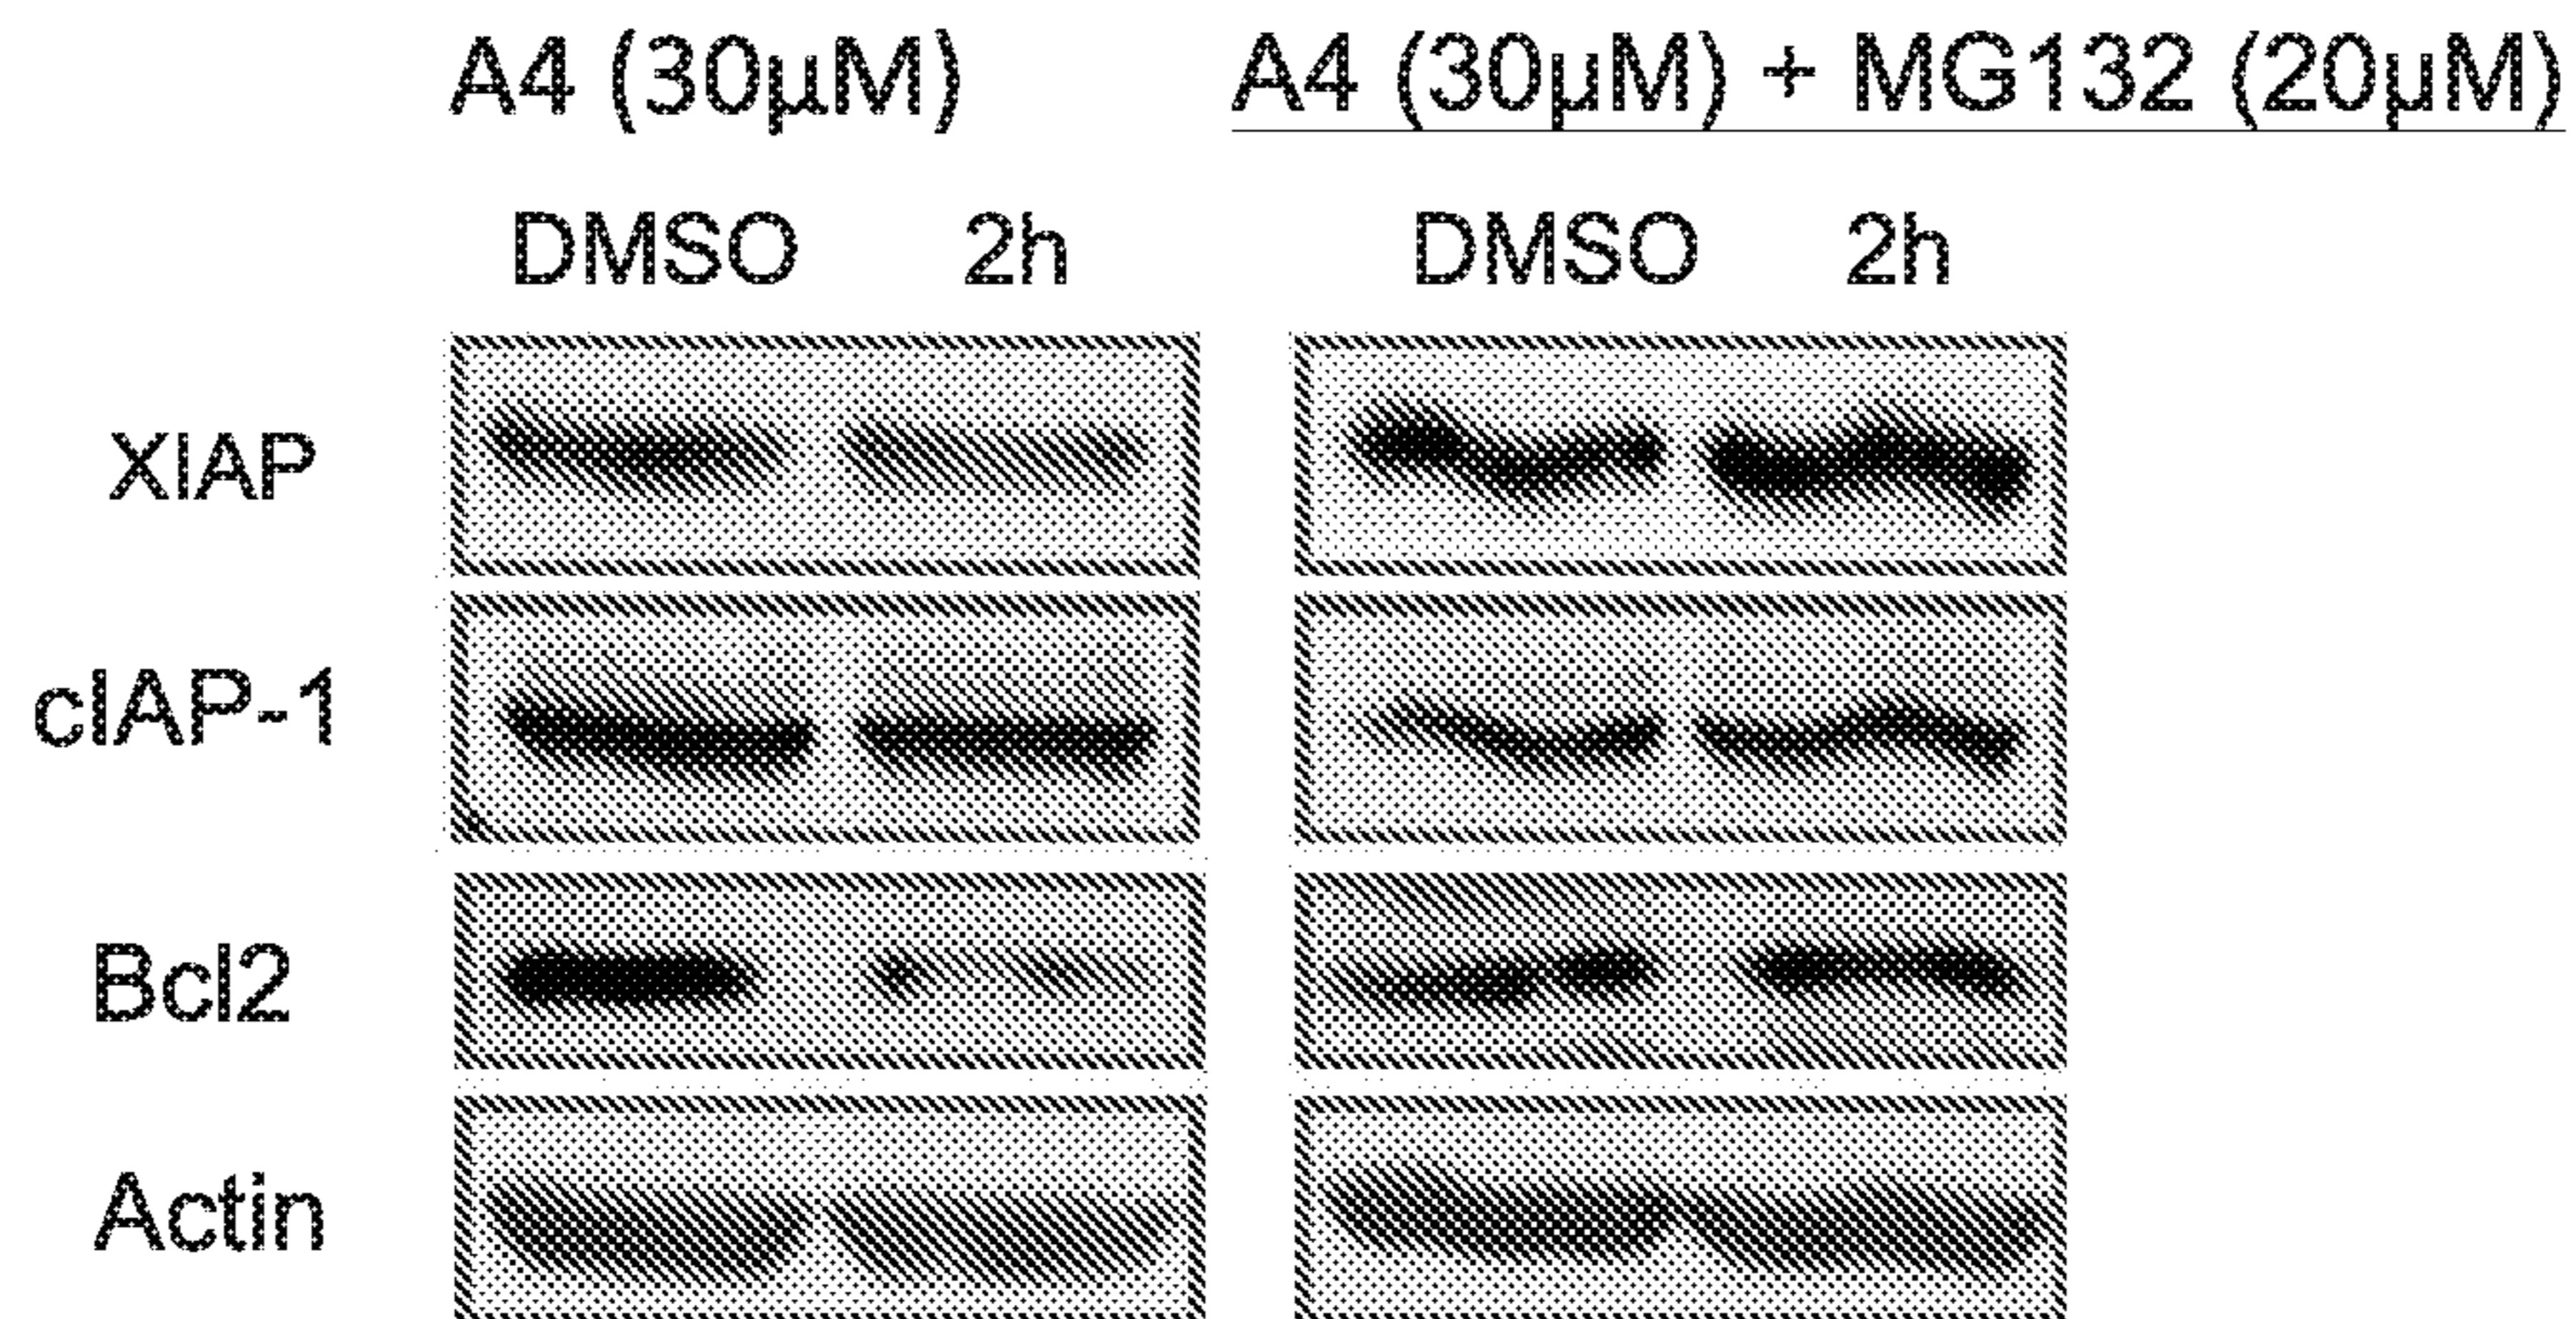 A4 (30µM) A4 (30µM) + MG132 (20µM)
DMSO 2h DMSO 2h
XIAP
cIAP-1
Bcl2
Actin